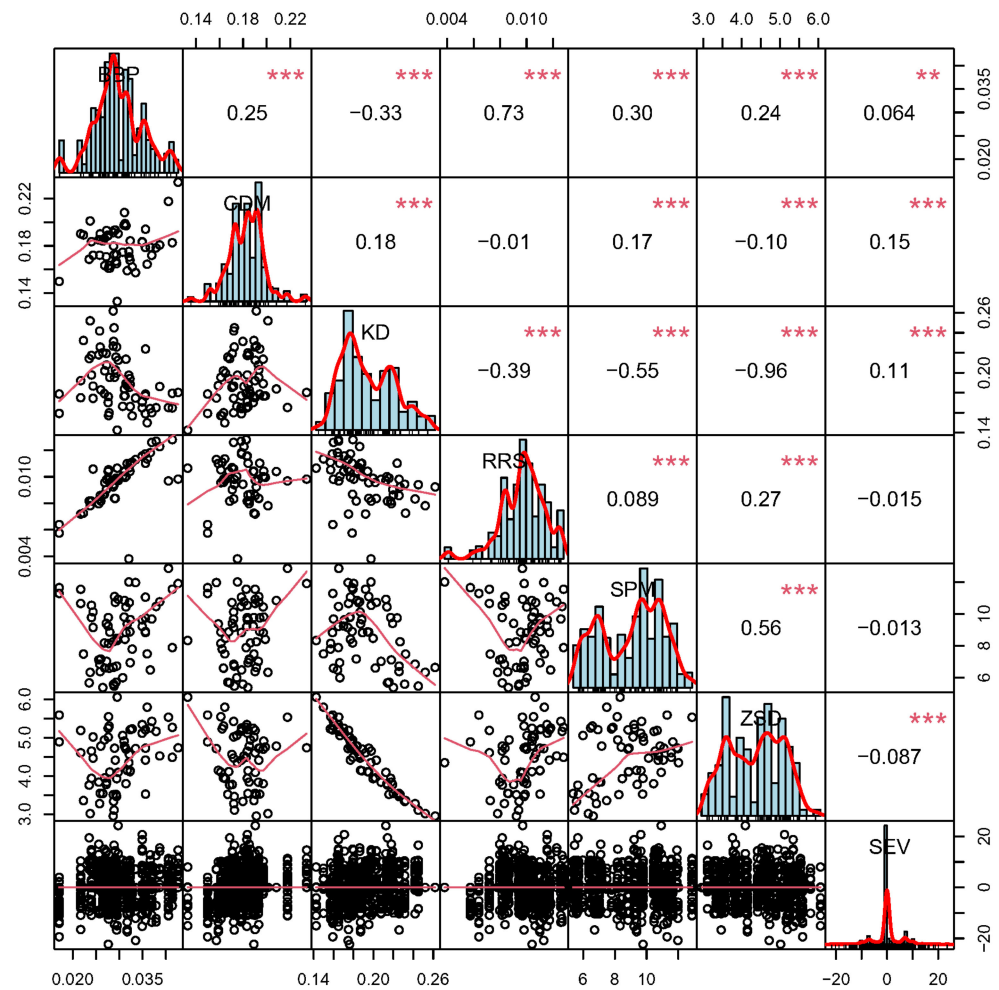 0.14 0.18 0.22 0.004 0.010 3.0 4.0 5.0 6.0
BBP *** *** *** *** *** **
0.25 −0.33 0.73 0.30 0.24 0.064
0.020 0.035
0.14 0.18 0.22
GDM *** *** *** ***
0.18 −0.01 0.17 −0.10 0.15
KD *** *** *** ***
−0.39 −0.55 −0.96 0.11
0.14 0.20 0.26
0.004 0.010
RRS *** ***
0.089 0.27 −0.015
SPM ***
0.56 −0.013
6 8 10
3.0 4.0 5.0 6.0
ZSD ***
−0.087
SEV
−20 0 20
0.020 0.035 0.14 0.20 0.26 6 8 10 −20 0 20